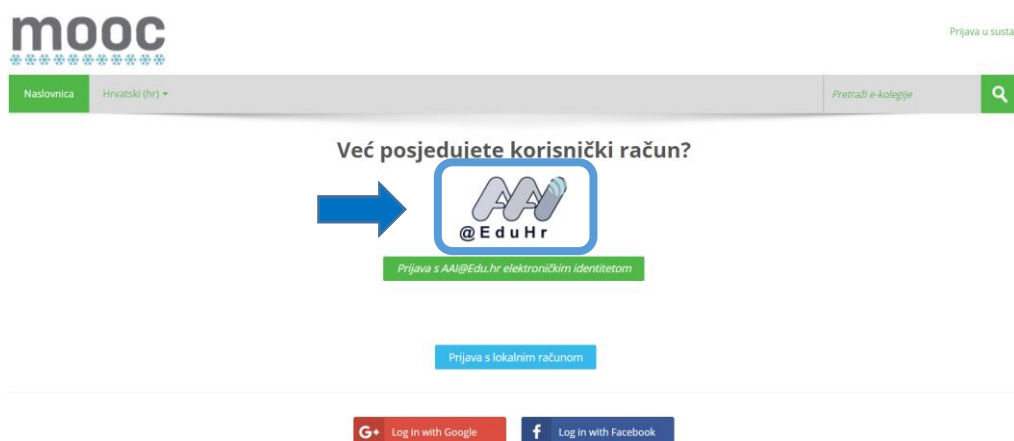 mooc
Prijava u susta
Naslovnica
Hrvatski (hr)
Pretraži e-kolegije
Već posjedujete korisnički račun?
AAI
@EduHr
Prijava s AAI@Edu.hr elektroničkim identitetom
Prijava s lokalnim računom
G+ Log in with Google
f Log in with Facebook